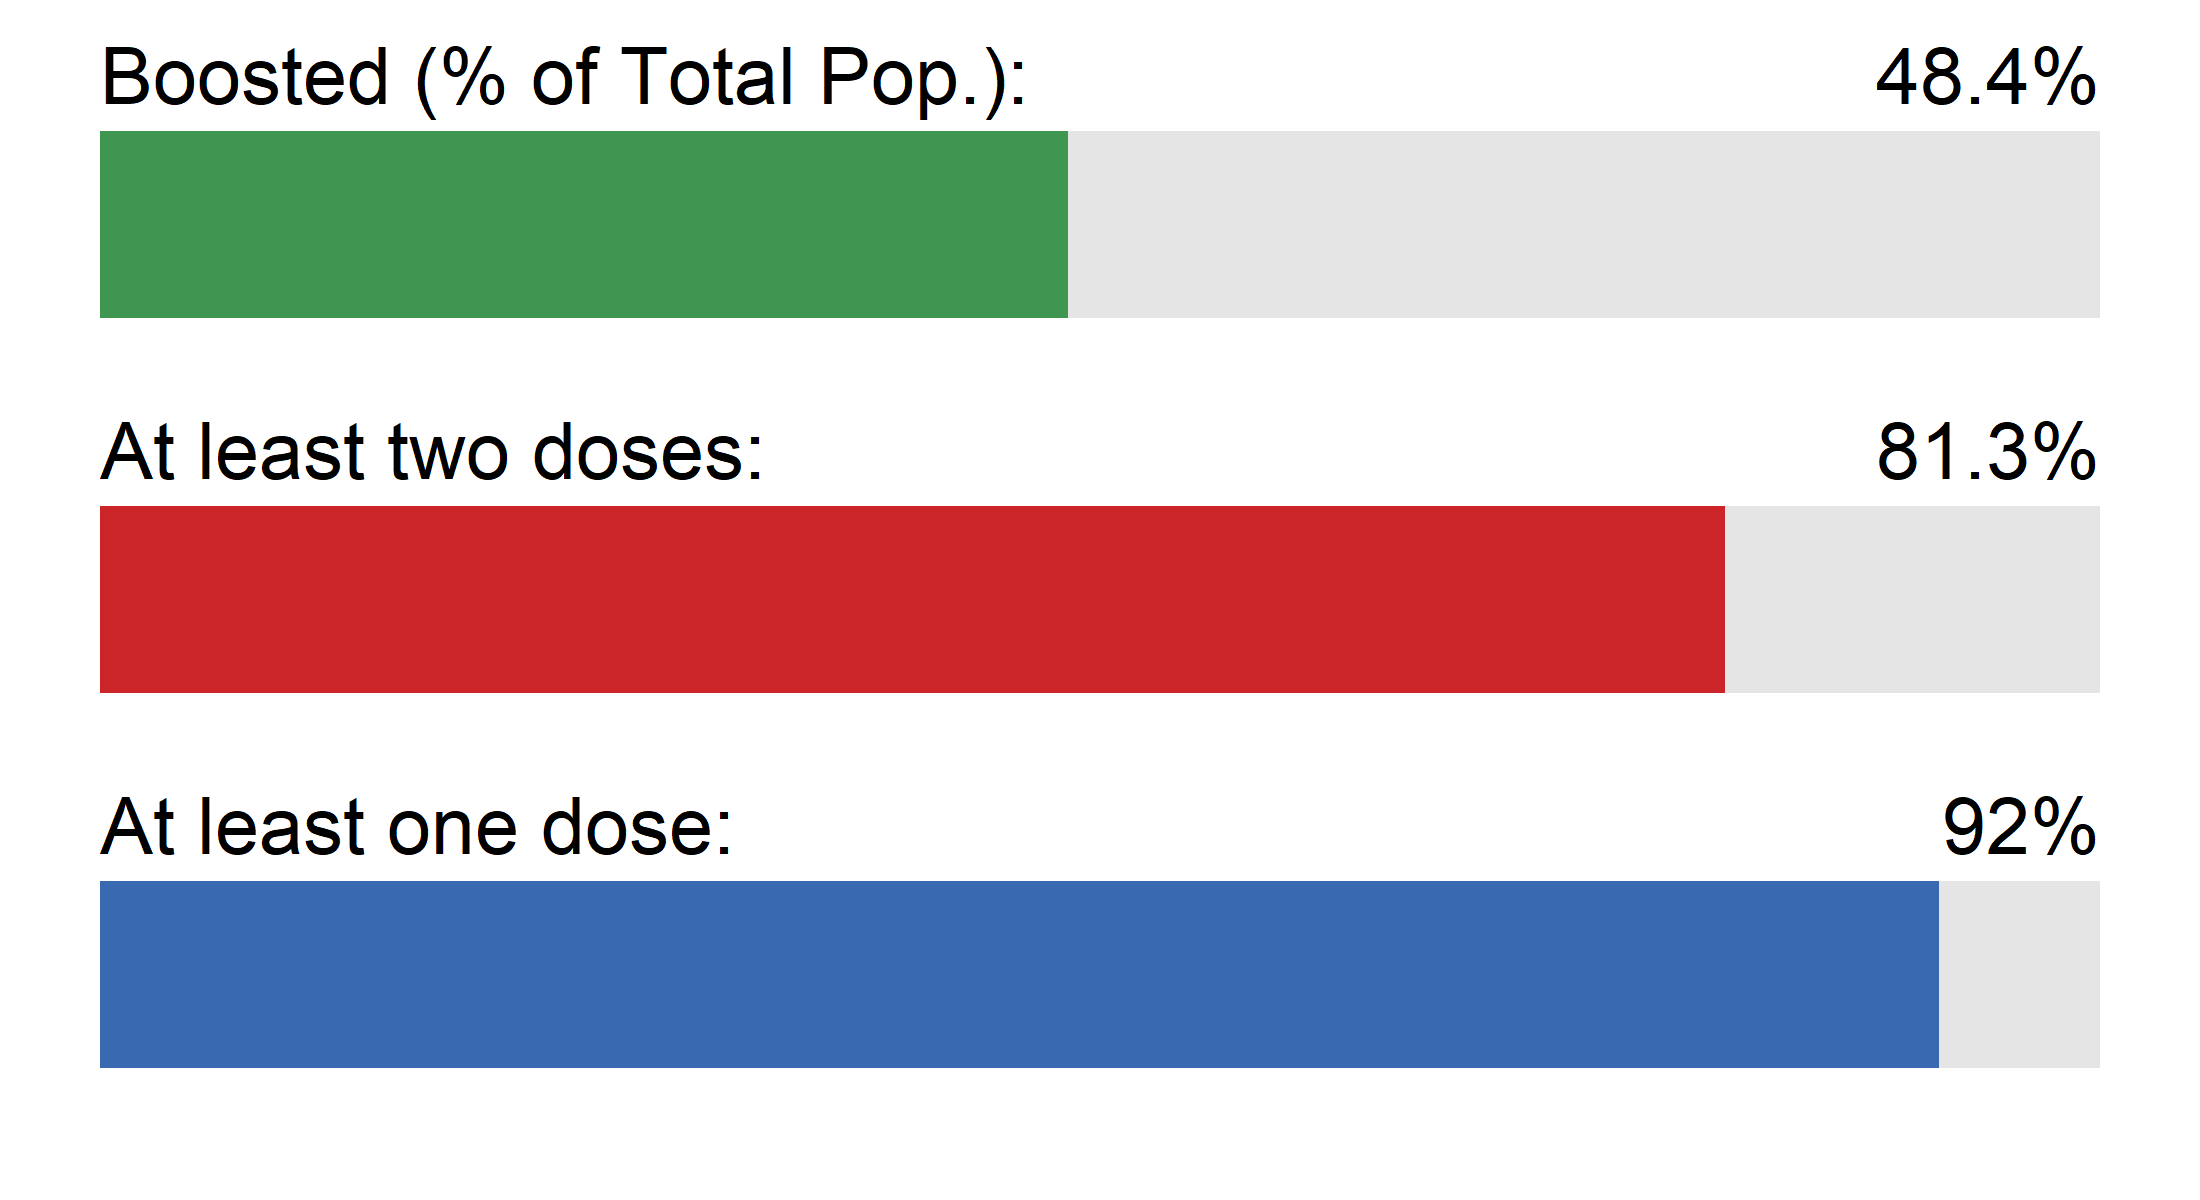 Boosted (% of Total Pop.): 48.4%
At least two doses: 81.3%
At least one dose: 92%